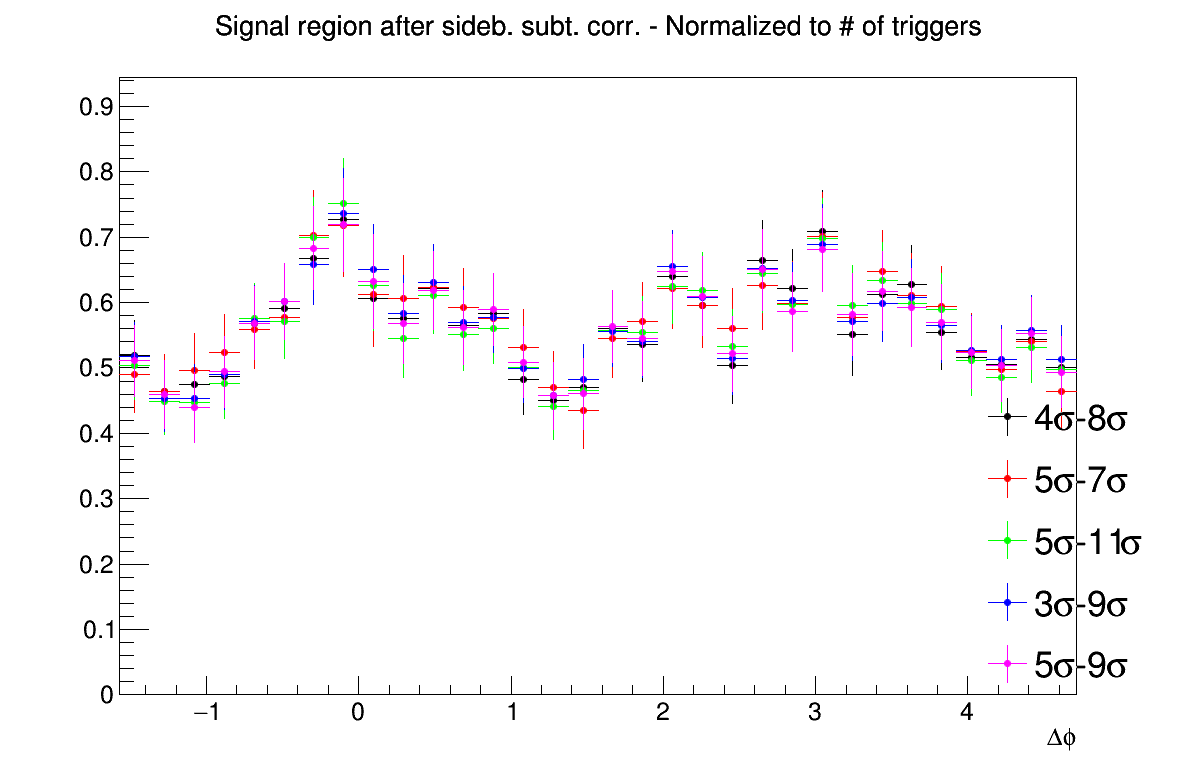 Signal region after sideb. subt. corr. - Normalized to # of triggers
0.9
0.8
0.7
0.6
0.5
0.4
0.3
0.2
0.1
0
4σ-8σ
5σ-7σ
5σ-11σ
3σ-9σ
5σ-9σ
−1 0 1 2 3 4
Δϕ